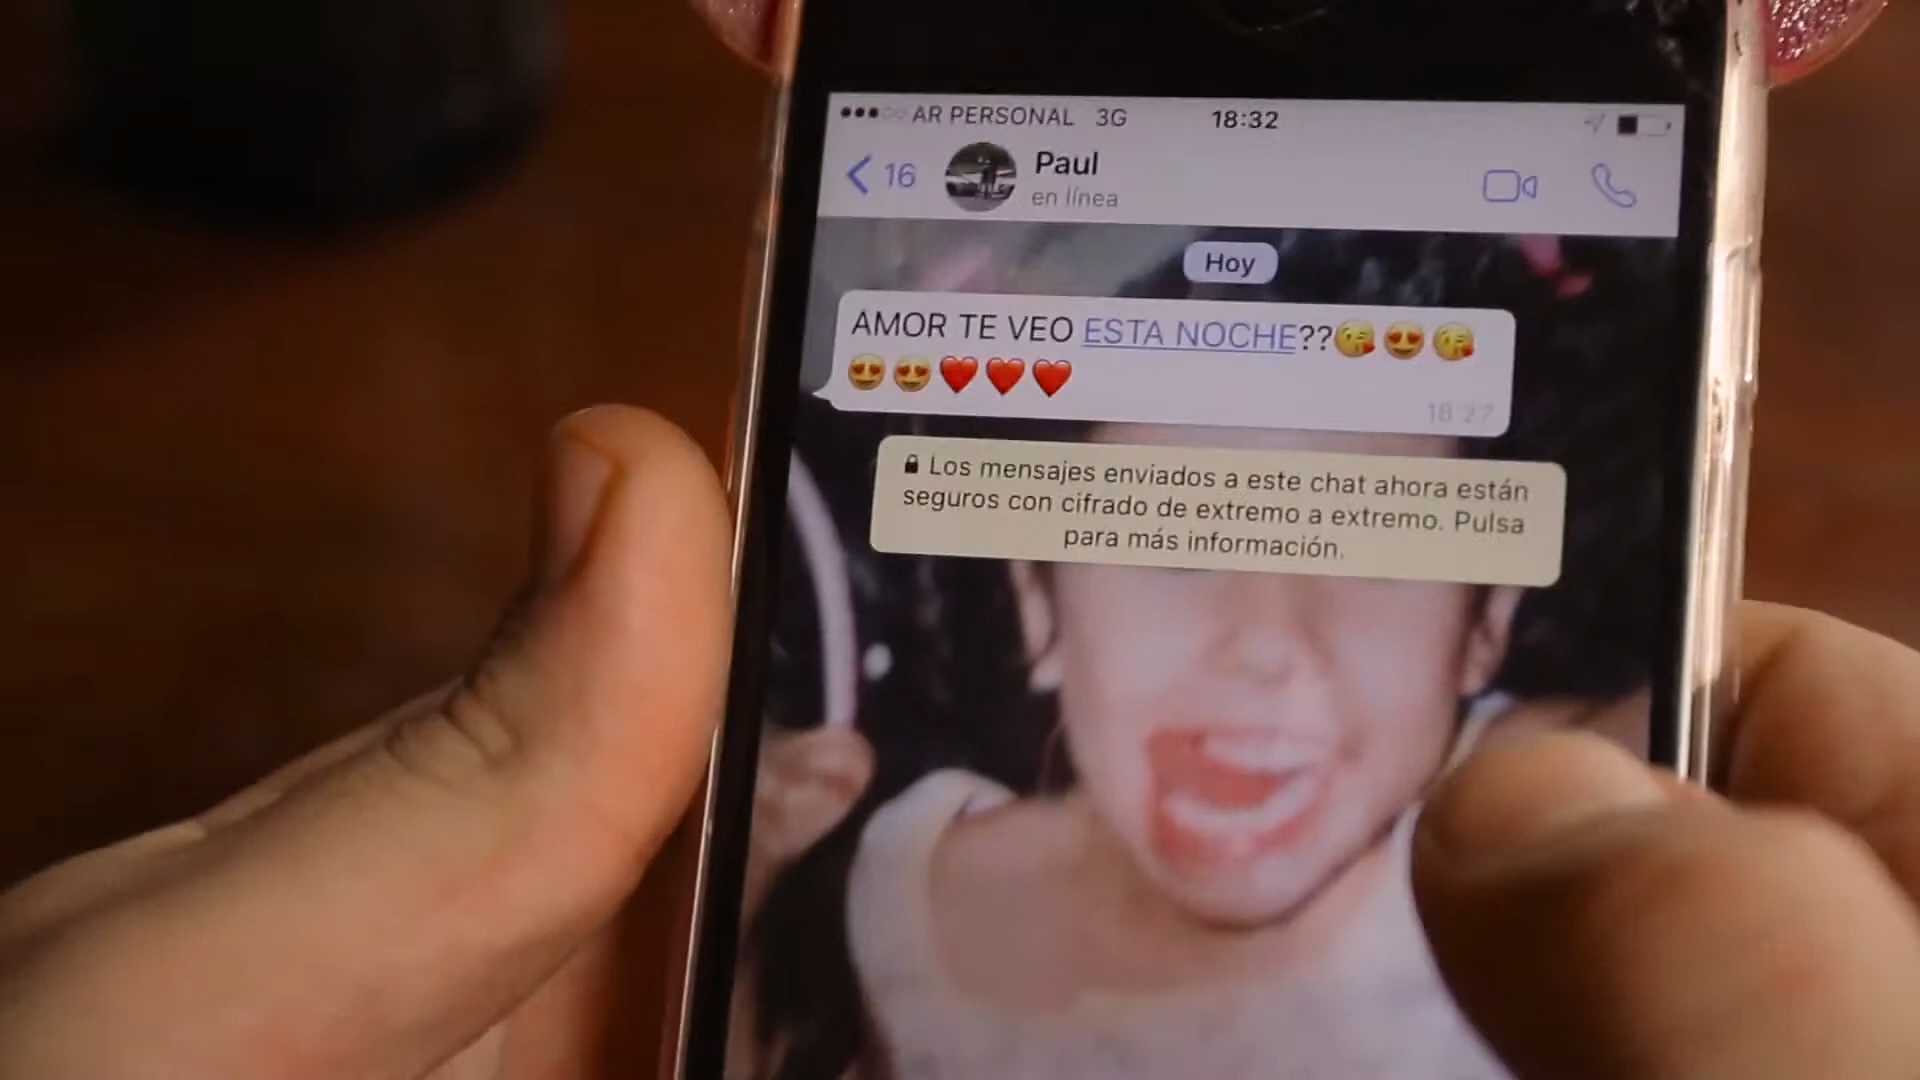 AR PERSONAL 3G 18:32
16
Paul
en línea
Hoy
AMOR TE VEO ESTA NOCHE??😘😍😘
😍😍❤️❤️❤️
18:27
Los mensajes enviados a este chat ahora están
seguros con cifrado de extremo a extremo. Pulsa
para más información.